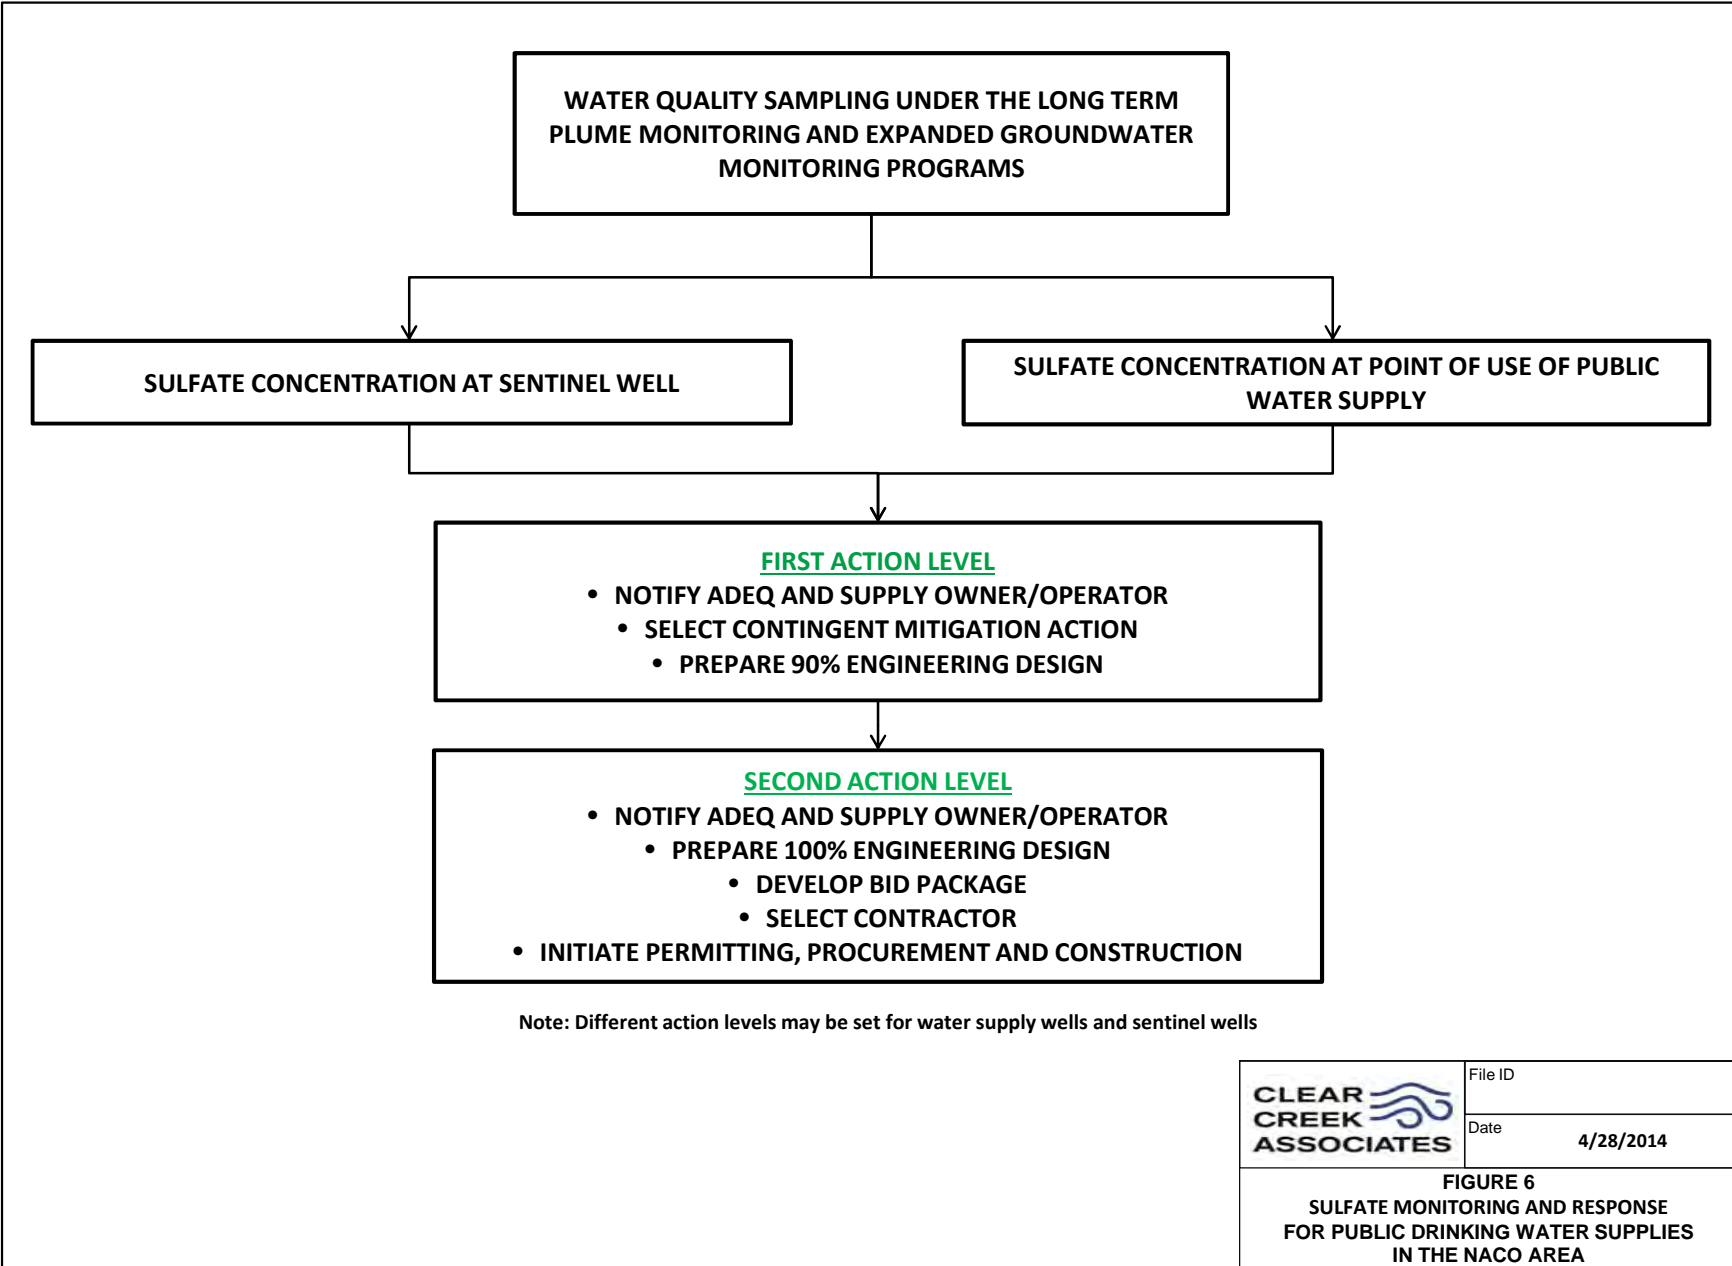 WATER QUALITY SAMPLING UNDER THE LONG TERM
PLUME MONITORING AND EXPANDED GROUNDWATER
MONITORING PROGRAMS
SULFATE CONCENTRATION AT SENTINEL WELL
SULFATE CONCENTRATION AT POINT OF USE OF PUBLIC
WATER SUPPLY
FIRST ACTION LEVEL
• NOTIFY ADEQ AND SUPPLY OWNER/OPERATOR
• SELECT CONTINGENT MITIGATION ACTION
• PREPARE 90% ENGINEERING DESIGN
SECOND ACTION LEVEL
• NOTIFY ADEQ AND SUPPLY OWNER/OPERATOR
• PREPARE 100% ENGINEERING DESIGN
• DEVELOP BID PACKAGE
• SELECT CONTRACTOR
• INITIATE PERMITTING, PROCUREMENT AND CONSTRUCTION
Note: Different action levels may be set for water supply wells and sentinel wells
CLEAR
CREEK
ASSOCIATES
File ID
Date
4/28/2014
FIGURE 6
SULFATE MONITORING AND RESPONSE
FOR PUBLIC DRINKING WATER SUPPLIES
IN THE NACO AREA